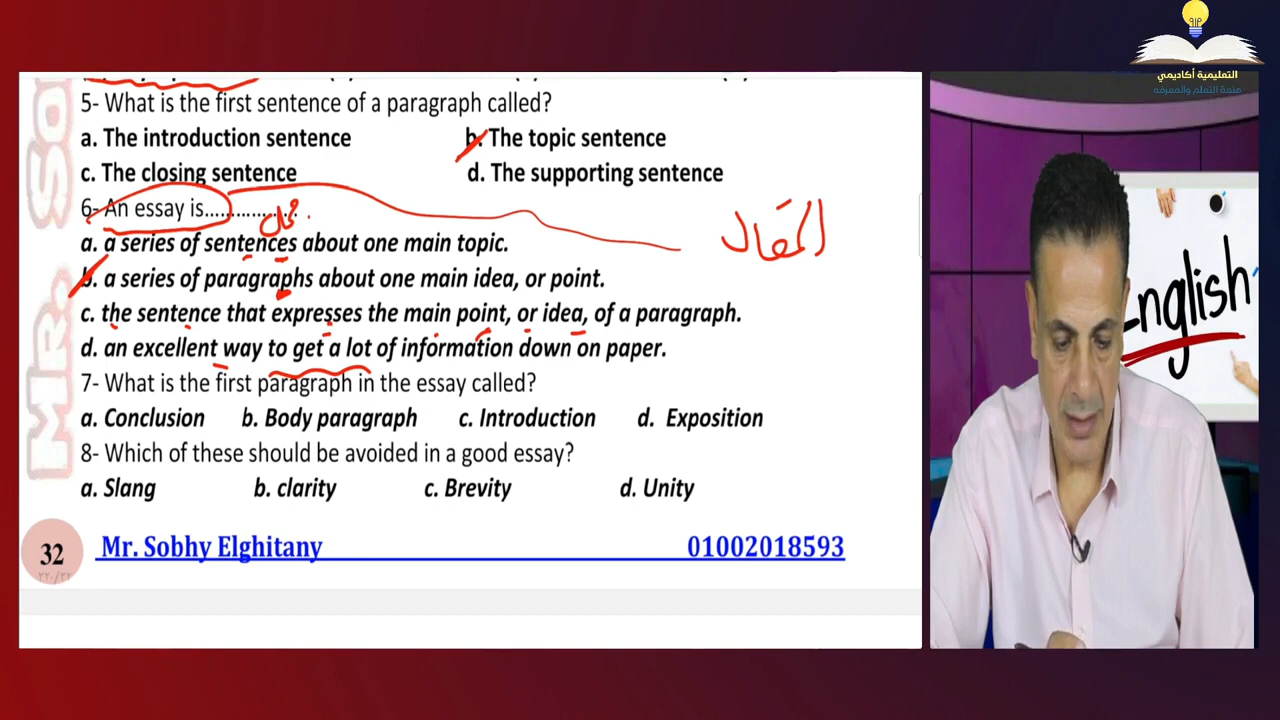 التعليمية أكاديمي
منصة التعلم والمعرفة
5- What is the first sentence of a paragraph called?
a. The introduction sentence b. The topic sentence
c. The closing sentence d. The supporting sentence
6- An essay is..................
المقال
a. a series of sentences about one main topic.
b. a series of paragraphs about one main idea, or point.
c. the sentence that expresses the main point, or idea, of a paragraph.
d. an excellent way to get a lot of information down on paper.
7- What is the first paragraph in the essay called?
a. Conclusion b. Body paragraph c. Introduction d. Exposition
8- Which of these should be avoided in a good essay?
a. Slang b. clarity c. Brevity d. Unity
32 Mr. Sobhy Elghitany 01002018593
English